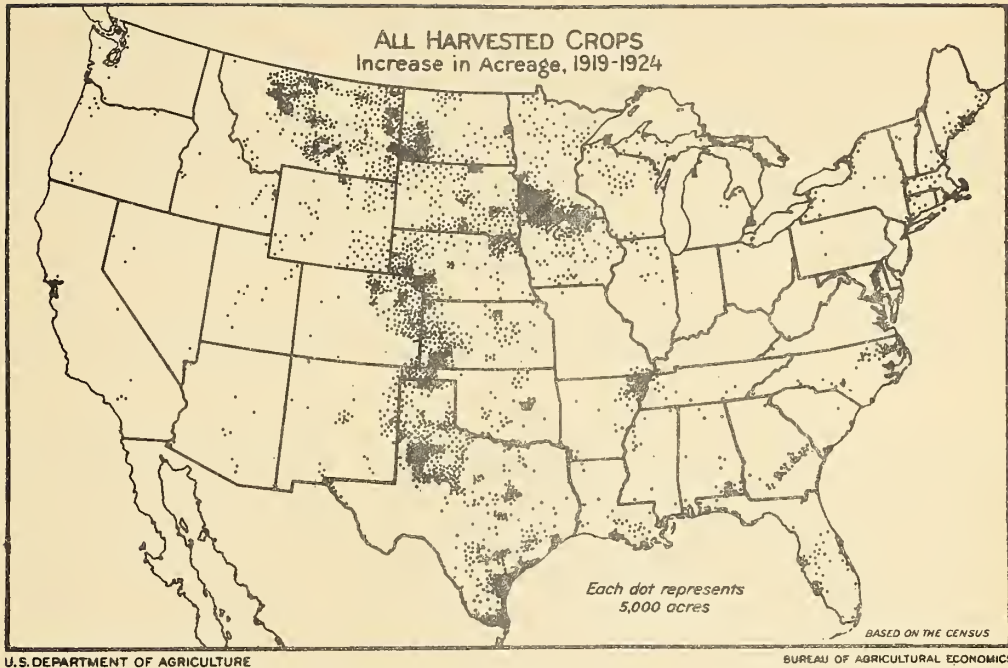 ALL HARVESTED CROPS
Increase in Acreage, 1919-1924
Each dot represents
5,000 acres
BASED ON THE CENSUS
U.S. DEPARTMENT OF AGRICULTURE
BUREAU OF AGRICULTURAL ECONOMIC